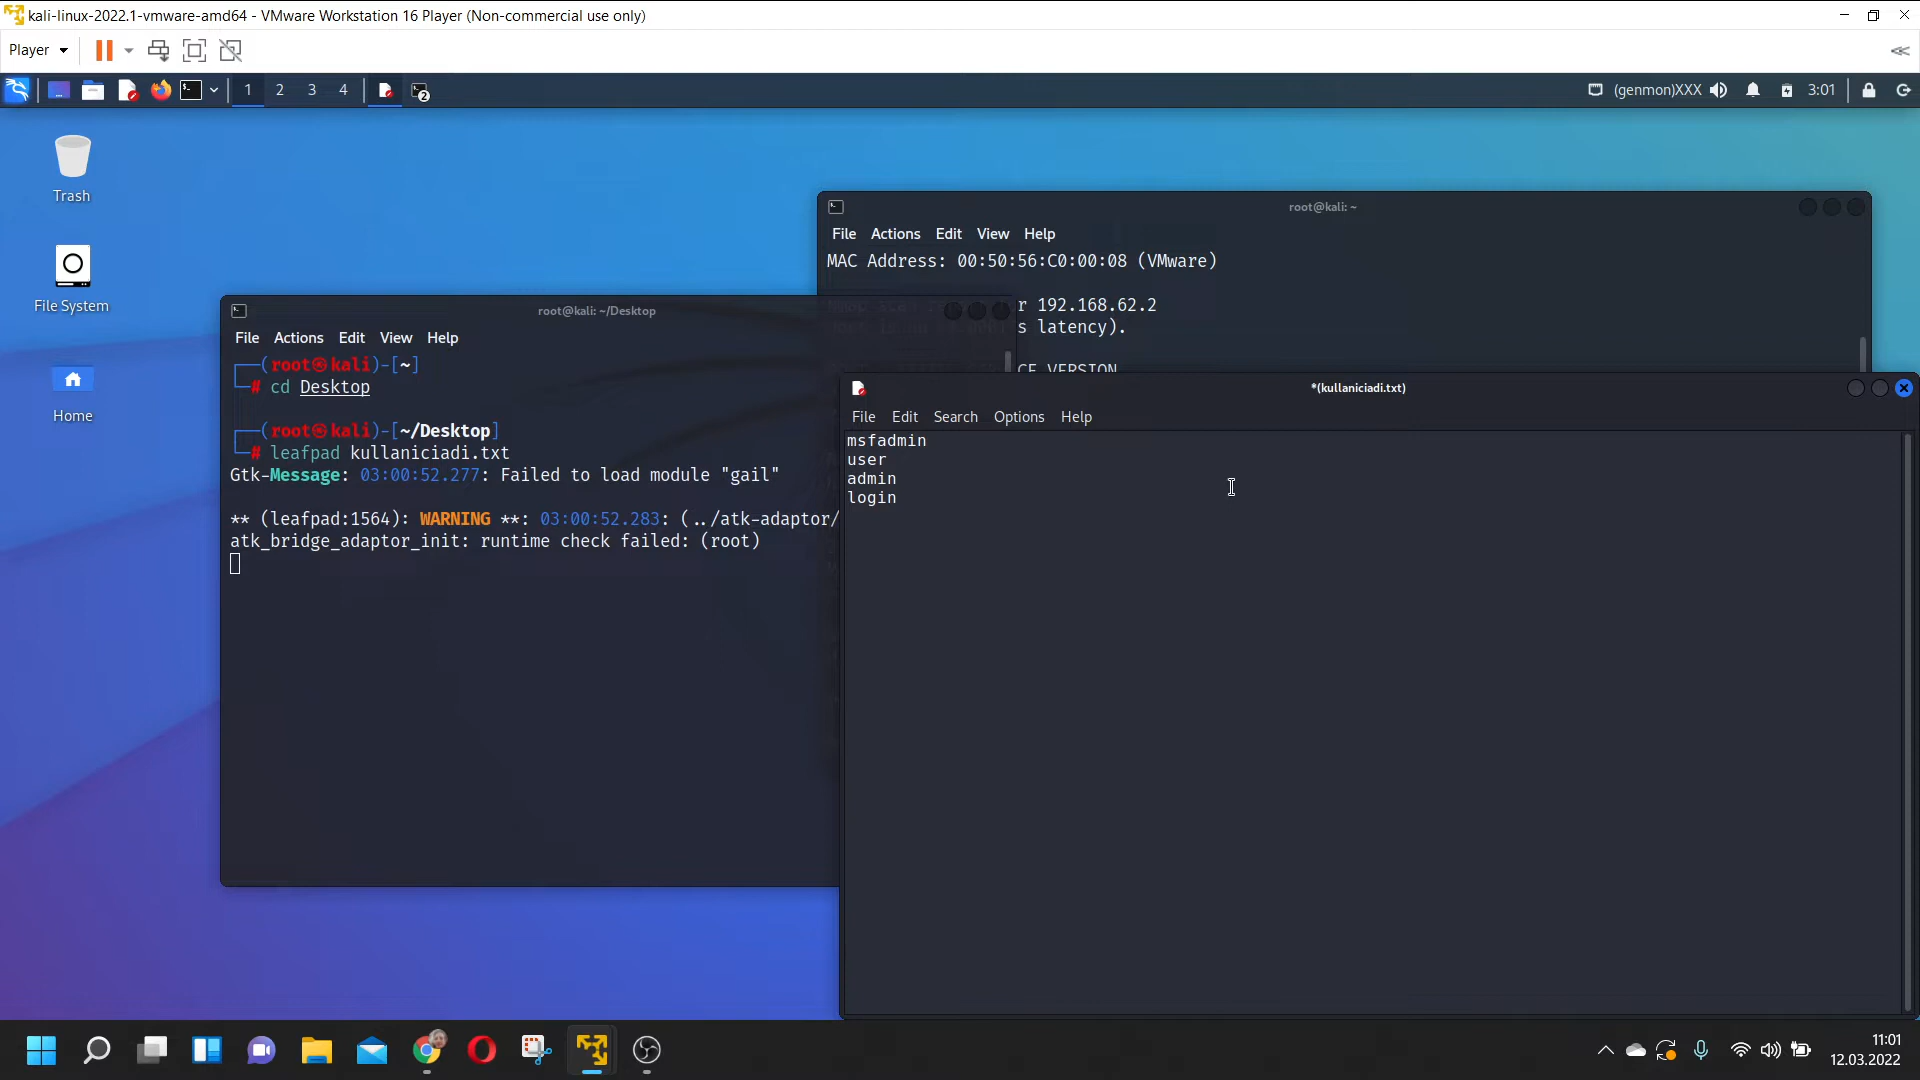 kali-linux-2022.1-vmware-amd64 - VMware Workstation 16 Player (Non-commercial use only)
Player
1 2 3 4
2
(genmon)XXX
3:01
Trash
File System
Home
root@kali: ~
File Actions Edit View Help
MAC Address: 00:50:56:C0:00:08 (VMware)
r 192.168.62.2
s latency).
CE VERSION
root@kali: ~/Desktop
File Actions Edit View Help
(root㉿kali)-[~]
# cd Desktop
(root㉿kali)-[~/Desktop]
# leafpad kullaniciadi.txt
Gtk-Message: 03:00:52.277: Failed to load module "gail"
** (leafpad:1564): WARNING **: 03:00:52.283: (../atk-adaptor/
atk_bridge_adaptor_init: runtime check failed: (root)
*(kullaniciadi.txt)
File Edit Search Options Help
msfadmin
user
admin
login
11:01
12.03.2022